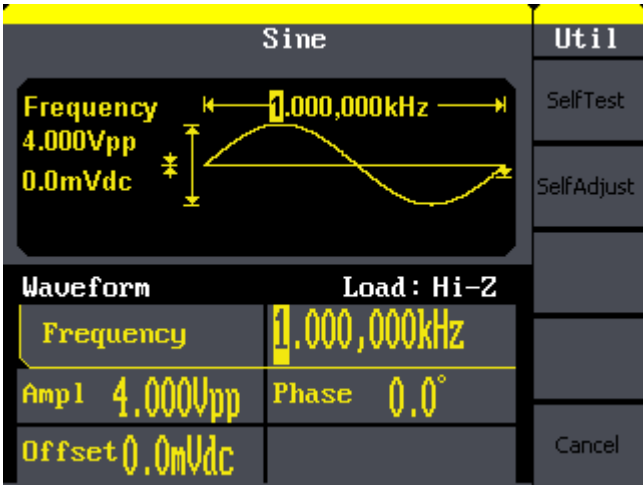 Sine
Util
Frequency
1.000,000kHz
4.000Vpp
0.0mVdc
SelfTest
SelfAdjust
Waveform
Load: Hi-Z
Frequency
1.000,000kHz
Ampl 4.000Vpp
Phase 0.0°
Offset 0.0mVdc
Cancel